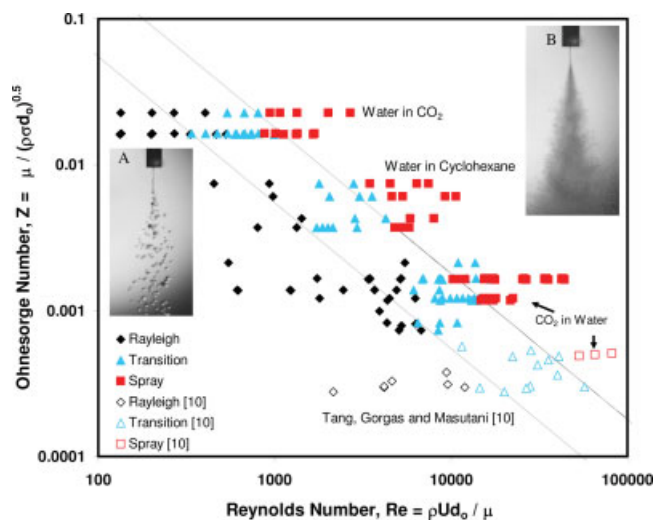 0.1
0.01
0.001
0.0001
Ohnesorge Number, Z = μ / (ρσdₒ)^0.5
A
B
Water in CO₂
Water in Cyclohexane
CO₂ in Water
Tang, Gorgas and Masutani [10]
Rayleigh
Transition
Spray
Rayleigh [10]
Transition [10]
Spray [10]
100
1000
10000
100000
Reynolds Number, Re = ρUdₒ / μ